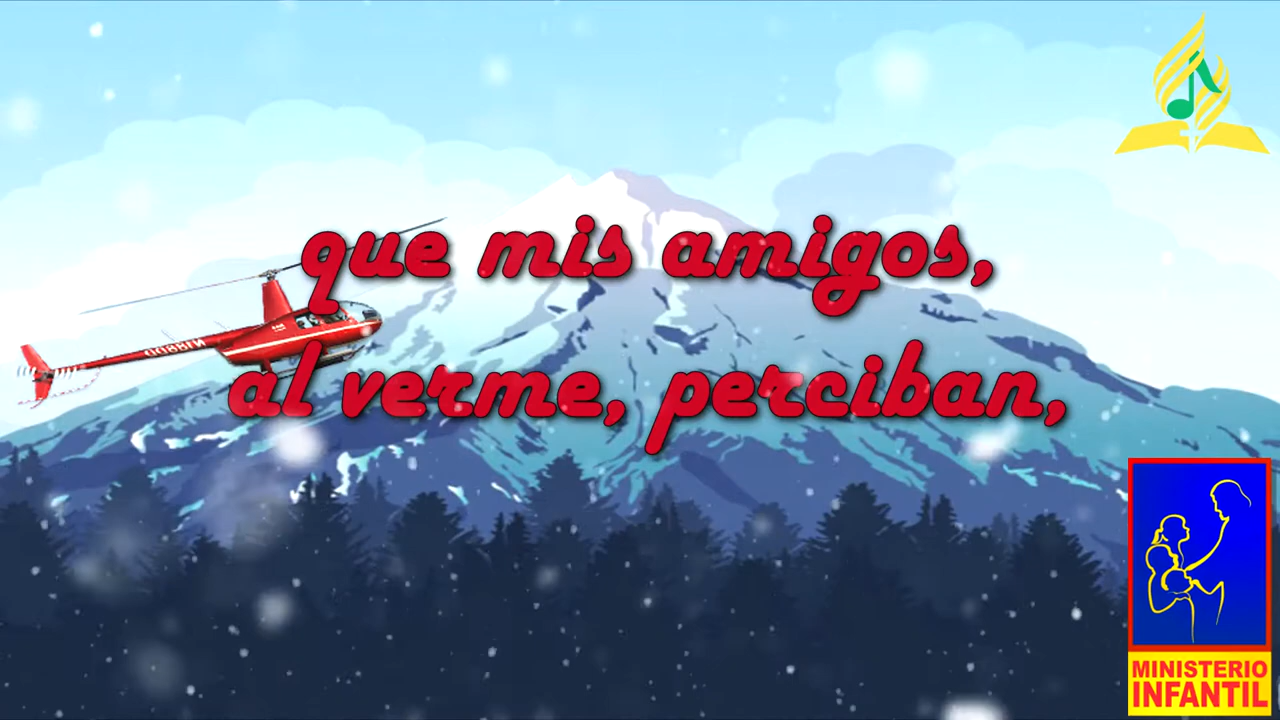 que mis amigos,
al verme, perciban,
MINISTERIO
INFANTIL